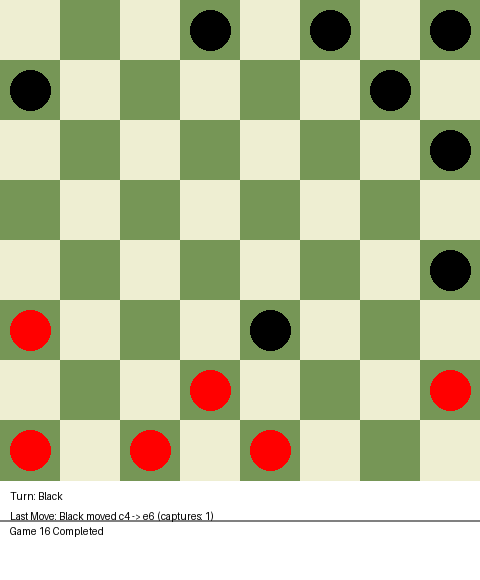 Turn: Black
Last Move: Black moved c4 -> e6 (captures: 1)
Game 16 Completed